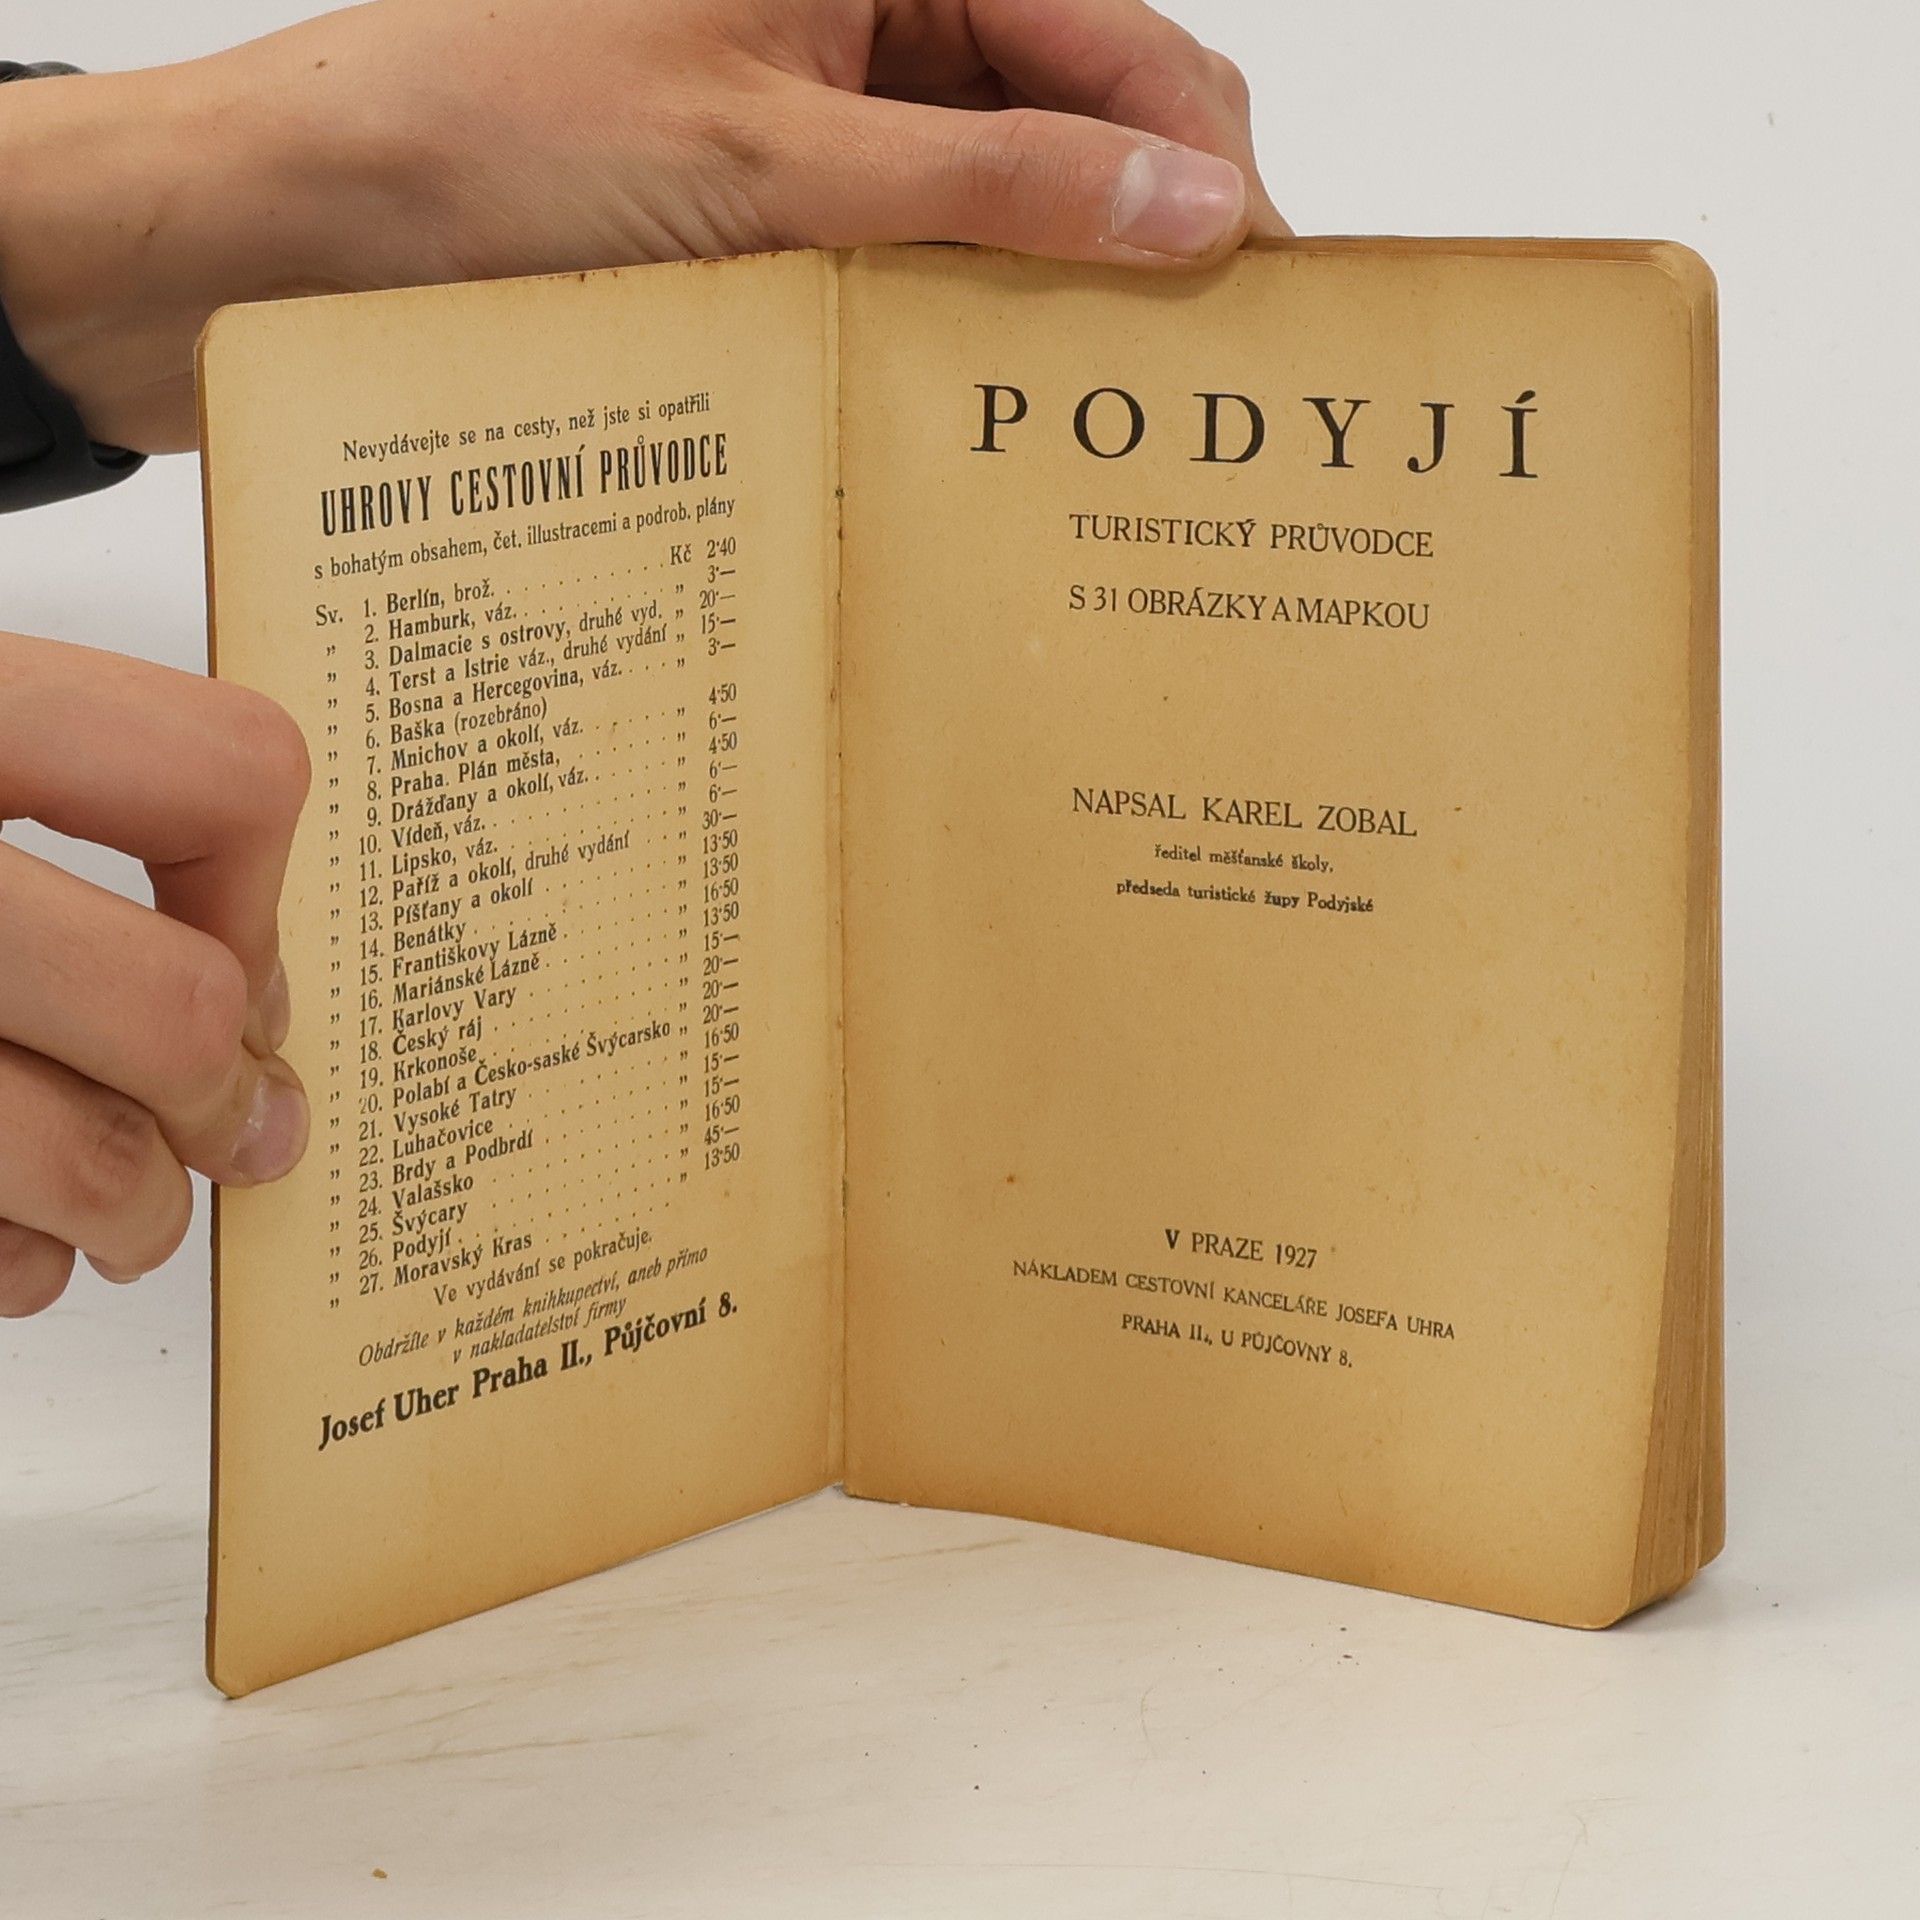 Nevydávejte se na cesty, než jste si opatřili
UHROVY CESTOVNÍ PRŮVODCE
s bohatým obsahem, čet. illustracemi a podrob. plány
Sv. 1. Berlín, brož. . . . . . . . . . Kč 2·40
„ 2. Hamburk, váz. . . . . . . . . . „ 3·—
„ 3. Dalmacie s ostrovy, druhé vyd. „ 20·—
„ 4. Terst a Istrie váz., druhé vydání „ 15·—
„ 5. Bosna a Hercegovina, váz. . . . . „ 3·—
„ 6. Baška (rozebráno)
„ 7. Mnichov a okolí, váz. . . . . . „ 4·50
„ 8. Praha. Plán města, . . . . . . „ 6·—
„ 9. Drážďany a okolí, váz. . . . . . „ 4·50
„ 10. Vídeň, váz. . . . . . . . . . „ 6·—
„ 11. Lipsko, váz. . . . . . . . . . „ 6·—
„ 12. Paříž a okolí, druhé vydání . . „ 30·—
„ 13. Píšťany a okolí . . . . . . . „ 13·50
„ 14. Benátky . . . . . . . . . . „ 13·50
„ 15. Františkovy Lázně . . . . . . „ 16·50
„ 16. Mariánské Lázně . . . . . . . „ 13·50
„ 17. Karlovy Vary . . . . . . . . „ 15·—
„ 18. Český ráj . . . . . . . . . „ 20·—
„ 19. Krkonoše . . . . . . . . . . „ 20·—
„ 20. Polabí a Česko-saské Švýcarsko „ 20·—
„ 21. Vysoké Tatry . . . . . . . . „ 16·50
„ 22. Luhačovice . . . . . . . . . „ 15·—
„ 23. Brdy a Podbrdí . . . . . . . „ 15·—
„ 24. Valašsko . . . . . . . . . „ 16·50
„ 25. Švýcary . . . . . . . . . . „ 45·—
„ 26. Podyjí . . . . . . . . . . „ 13·50
„ 27. Moravský Kras . . . . . . .
Ve vydávání se pokračuje.
Obdržíte v každém knihkupectví, aneb přímo
v nakladatelství firmy
Josef Uher Praha II., Půjčovní 8.
PODYJÍ
TURISTICKÝ PRŮVODCE
S 31 OBRÁZKY A MAPKOU
NAPSAL KAREL ZOBAL
ředitel měšťanské školy,
předseda turistické župy Podyjské
V PRAZE 1927
NÁKLADEM CESTOVNÍ KANCELÁŘE JOSEFA UHRA
PRAHA II., U PŮJČOVNY 8.